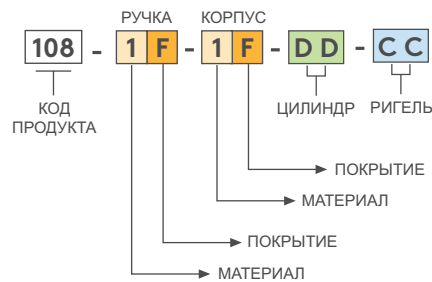 РУЧКА КОРПУС
108 - 1 F - 1 F - D D - C C
КОД ПРОДУКТА ЦИЛИНДР РИГЕЛЬ
ПОКРЫТИЕ
МАТЕРИАЛ
ПОКРЫТИЕ
МАТЕРИАЛ